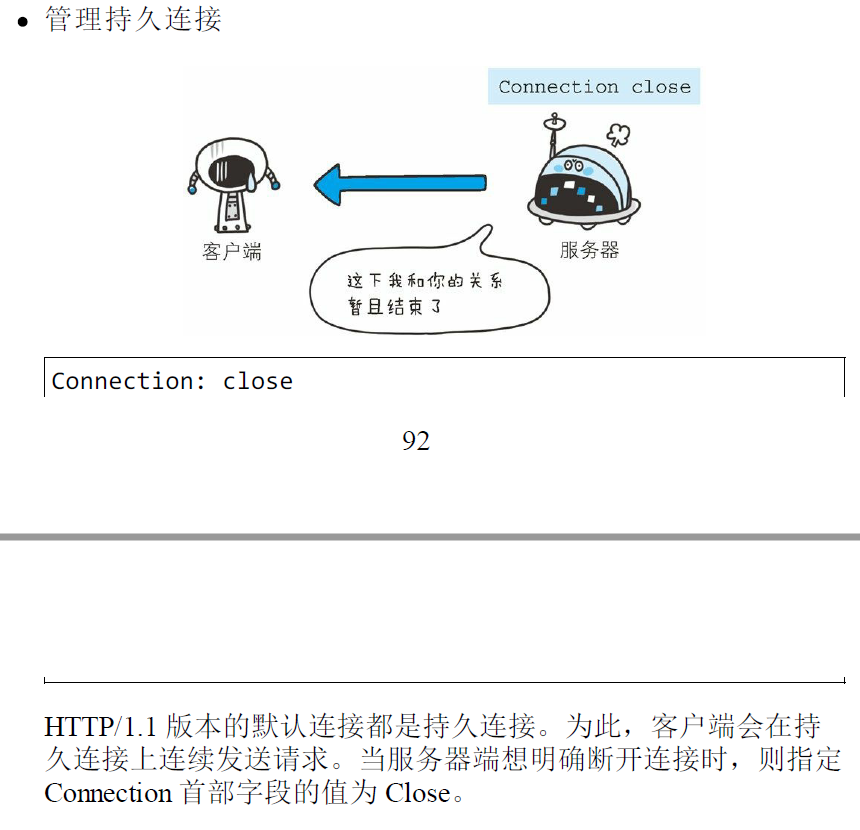 • 管理持久连接
Connection close
客户端
服务器
这下我和你的关系
暂且结束了
Connection: close
92
HTTP/1.1 版本的默认连接都是持久连接。为此，客户端会在持
久连接上连续发送请求。当服务器端想明确断开连接时，则指定
Connection 首部字段的值为 Close。